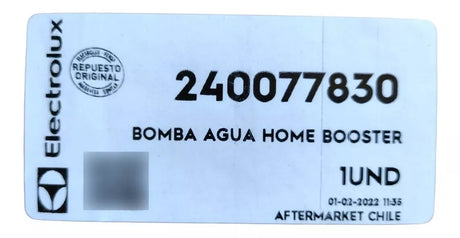 Electrolux
REPUESTO
ORIGINAL
240077830
BOMBA AGUA HOME BOOSTER
1UND
01-02-2022 11:35
AFTERMARKET CHILE